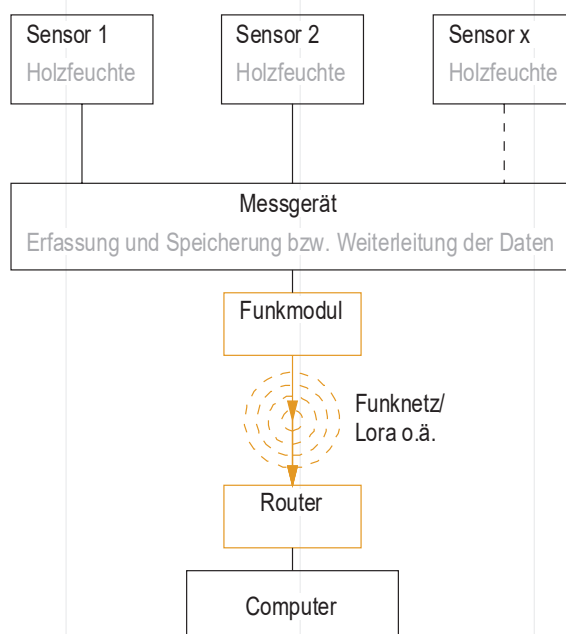 Sensor 1
Holzfeuchte
Sensor 2
Holzfeuchte
Sensor x
Holzfeuchte
Messgerät
Erfassung und Speicherung bzw. Weiterleitung der Daten
Funkmodul
Funknetz/
Lora o.ä.
Router
Computer